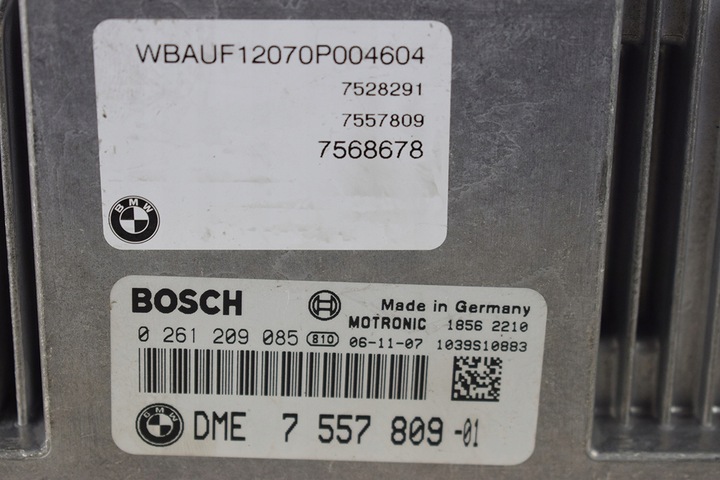 WBAUF12070P004604
7528291
7557809
7568678
BMW
BOSCH Made in Germany
MOTRONIC 1856 2210
0 261 209 085 810 06-11-07 1039S10883
BMW DME 7 557 809-01